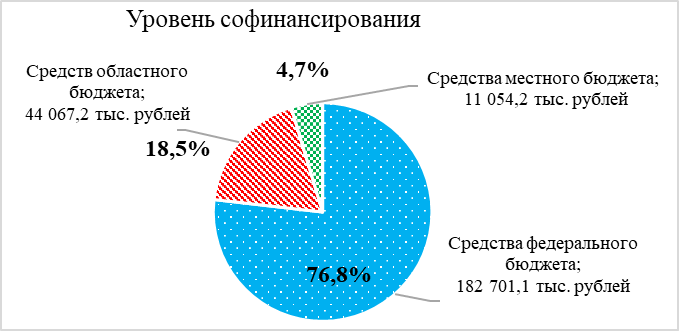 Уровень софинансирования
Средств областного
бюджета;
44 067,2 тыс. рублей
18,5%
4,7%
Средства местного бюджета;
11 054,2 тыс. рублей
Средства федерального
бюджета;
182 701,1 тыс. рублей
76,8%